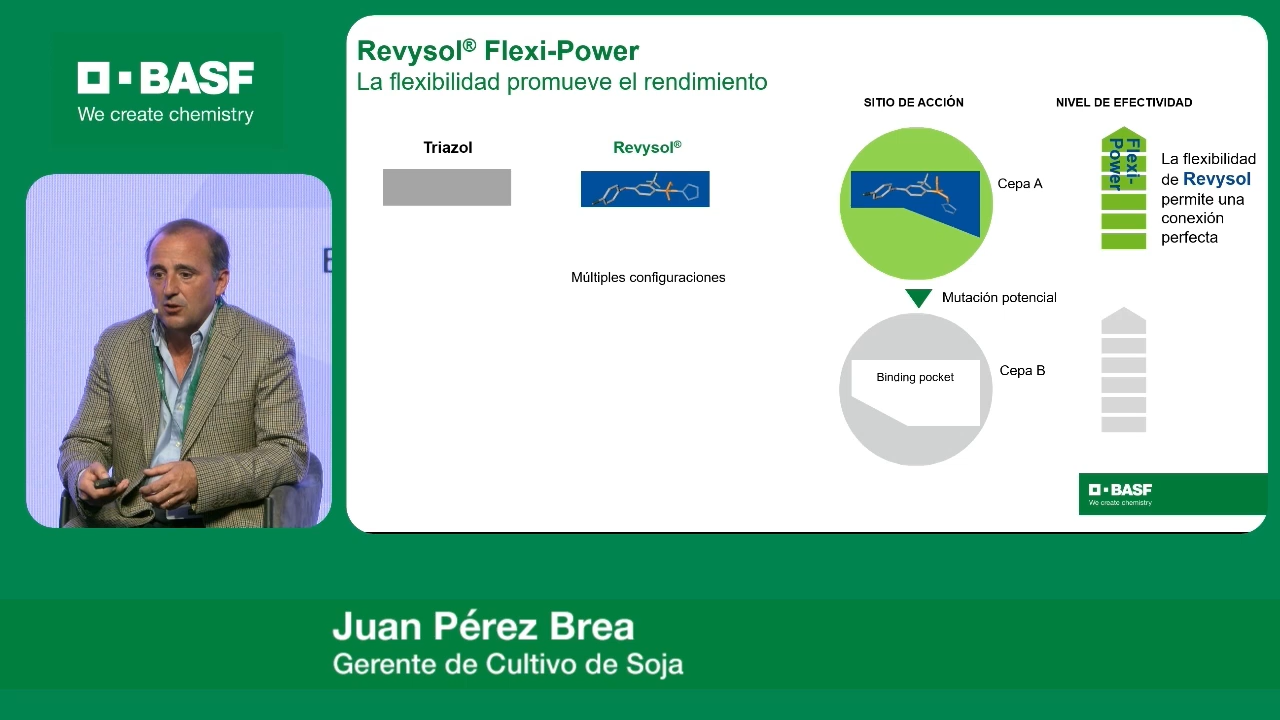 BASF
We create chemistry
Revysol® Flexi-Power
La flexibilidad promueve el rendimiento
SITIO DE ACCIÓN
NIVEL DE EFECTIVIDAD
Triazol
Revysol®
Cepa A
Flexi-
Power
La flexibilidad
de Revysol
permite una
conexión
perfecta
Múltiples configuraciones
Mutación potencial
Binding pocket
Cepa B
BASF
We create chemistry
Juan Pérez Brea
Gerente de Cultivo de Soja